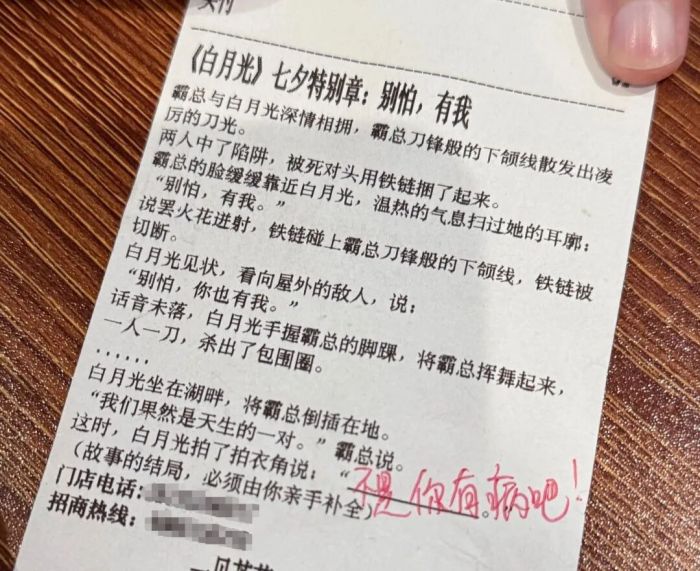 《白月光》七夕特别章：别怕，有我
霸总与白月光深情相拥，霸总刀锋般的下颌线散发出凌
厉的刀光。
两人中了陷阱，被死对头用铁链捆了起来。
霸总的脸缓缓靠近白月光，温热的气息扫过她的耳廓：
“别怕，有我。”
说罢火花迸射，铁链碰上霸总刀锋般的下颌线，铁链被
切断。
白月光见状，看向屋外的敌人，说：
“别怕，你也有我。”
话音未落，白月光手握霸总的脚踝，将霸总挥舞起来，
一人一刀，杀出了包围圈。
......
白月光坐在湖畔，将霸总倒插在地。
“我们果然是天生的一对。”霸总说。
这时，白月光拍了拍衣角说：“不是你有病吧！。
（故事的结局，必须由你亲手补全）
门店电话：
招商热线：